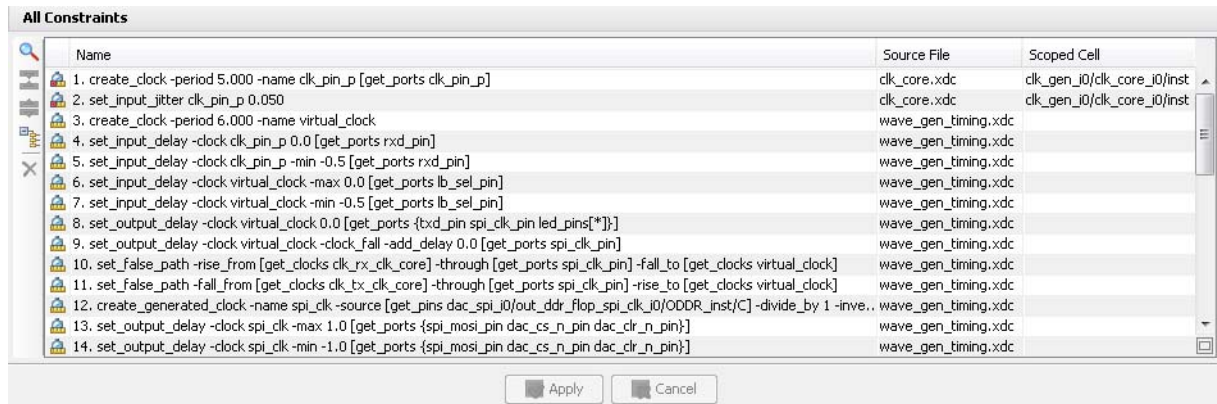 All Constraints
Name Source File Scoped Cell
1. create_clock -period 5.000 -name clk_pin_p [get_ports clk_pin_p] clk_core.xdc clk_gen_i0/clk_core_i0/inst
2. set_input_jitter clk_pin_p 0.050 clk_core.xdc clk_gen_i0/clk_core_i0/inst
3. create_clock -period 6.000 -name virtual_clock wave_gen_timing.xdc
4. set_input_delay -clock clk_pin_p 0.0 [get_ports rxd_pin] wave_gen_timing.xdc
5. set_input_delay -clock clk_pin_p -min -0.5 [get_ports rxd_pin] wave_gen_timing.xdc
6. set_input_delay -clock virtual_clock -max 0.0 [get_ports lb_sel_pin] wave_gen_timing.xdc
7. set_input_delay -clock virtual_clock -min -0.5 [get_ports lb_sel_pin] wave_gen_timing.xdc
8. set_output_delay -clock virtual_clock 0.0 [get_ports {txd_pin spi_clk_pin led_pins[*]}] wave_gen_timing.xdc
9. set_output_delay -clock virtual_clock -clock_fall -add_delay 0.0 [get_ports spi_clk_pin] wave_gen_timing.xdc
10. set_false_path -rise_from [get_clocks clk_rx_clk_core] -through [get_ports spi_clk_pin] -fall_to [get_clocks virtual_clock] wave_gen_timing.xdc
11. set_false_path -fall_from [get_clocks clk_tx_clk_core] -through [get_ports spi_clk_pin] -rise_to [get_clocks virtual_clock] wave_gen_timing.xdc
12. create_generated_clock -name spi_clk -source [get_pins dac_spi_i0/out_ddr_flop_spi_clk_i0/ODDR_inst/C] -divide_by 1 -inve.. wave_gen_timing.xdc
13. set_output_delay -clock spi_clk -max 1.0 [get_ports {spi_mosi_pin dac_cs_n_pin dac_clr_n_pin}] wave_gen_timing.xdc
14. set_output_delay -clock spi_clk -min -1.0 [get_ports {spi_mosi_pin dac_cs_n_pin dac_clr_n_pin}] wave_gen_timing.xdc
Apply Cancel